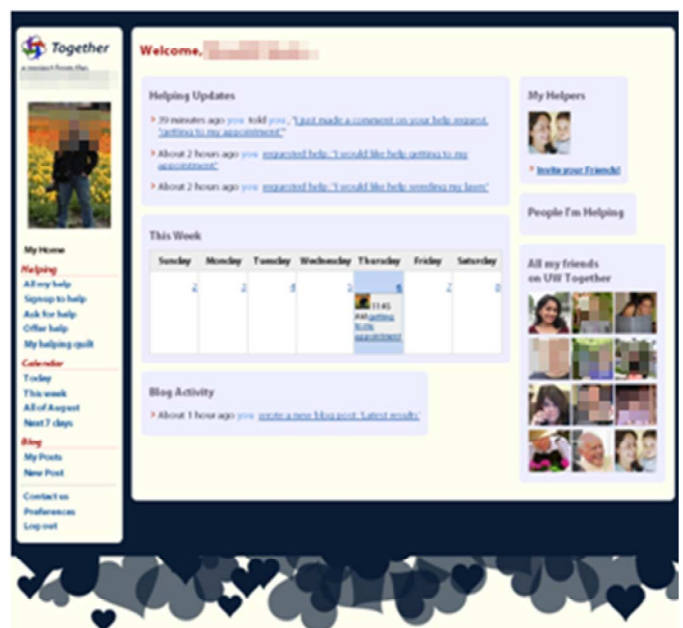 Together
a project from the
My Home
Helping
All my help
Signup to help
Ask for help
Offer help
My helping quilt
Calendar
Today
This week
All of August
Next 7 days
Blog
My Posts
New Post
Contact us
Preferences
Log out
Welcome,
Helping Updates
39 minutes ago you told you, "I just made a comment on your help request,
"getting to my appointment""
About 2 hours ago you requested help: "I would like help getting to my
appointment"
About 2 hours ago you requested help: "I would like help weeding my lawn"
This Week
Sunday Monday Tuesday Wednesday Thursday Friday Saturday
2 3 4 5 6 7 8
11:45
AM getting
to my
appointment
Blog Activity
About 1 hour ago you wrote a new blog post: 'Latest results'
My Helpers
Invite your Friends!
People I'm Helping
All my friends
on UW Together